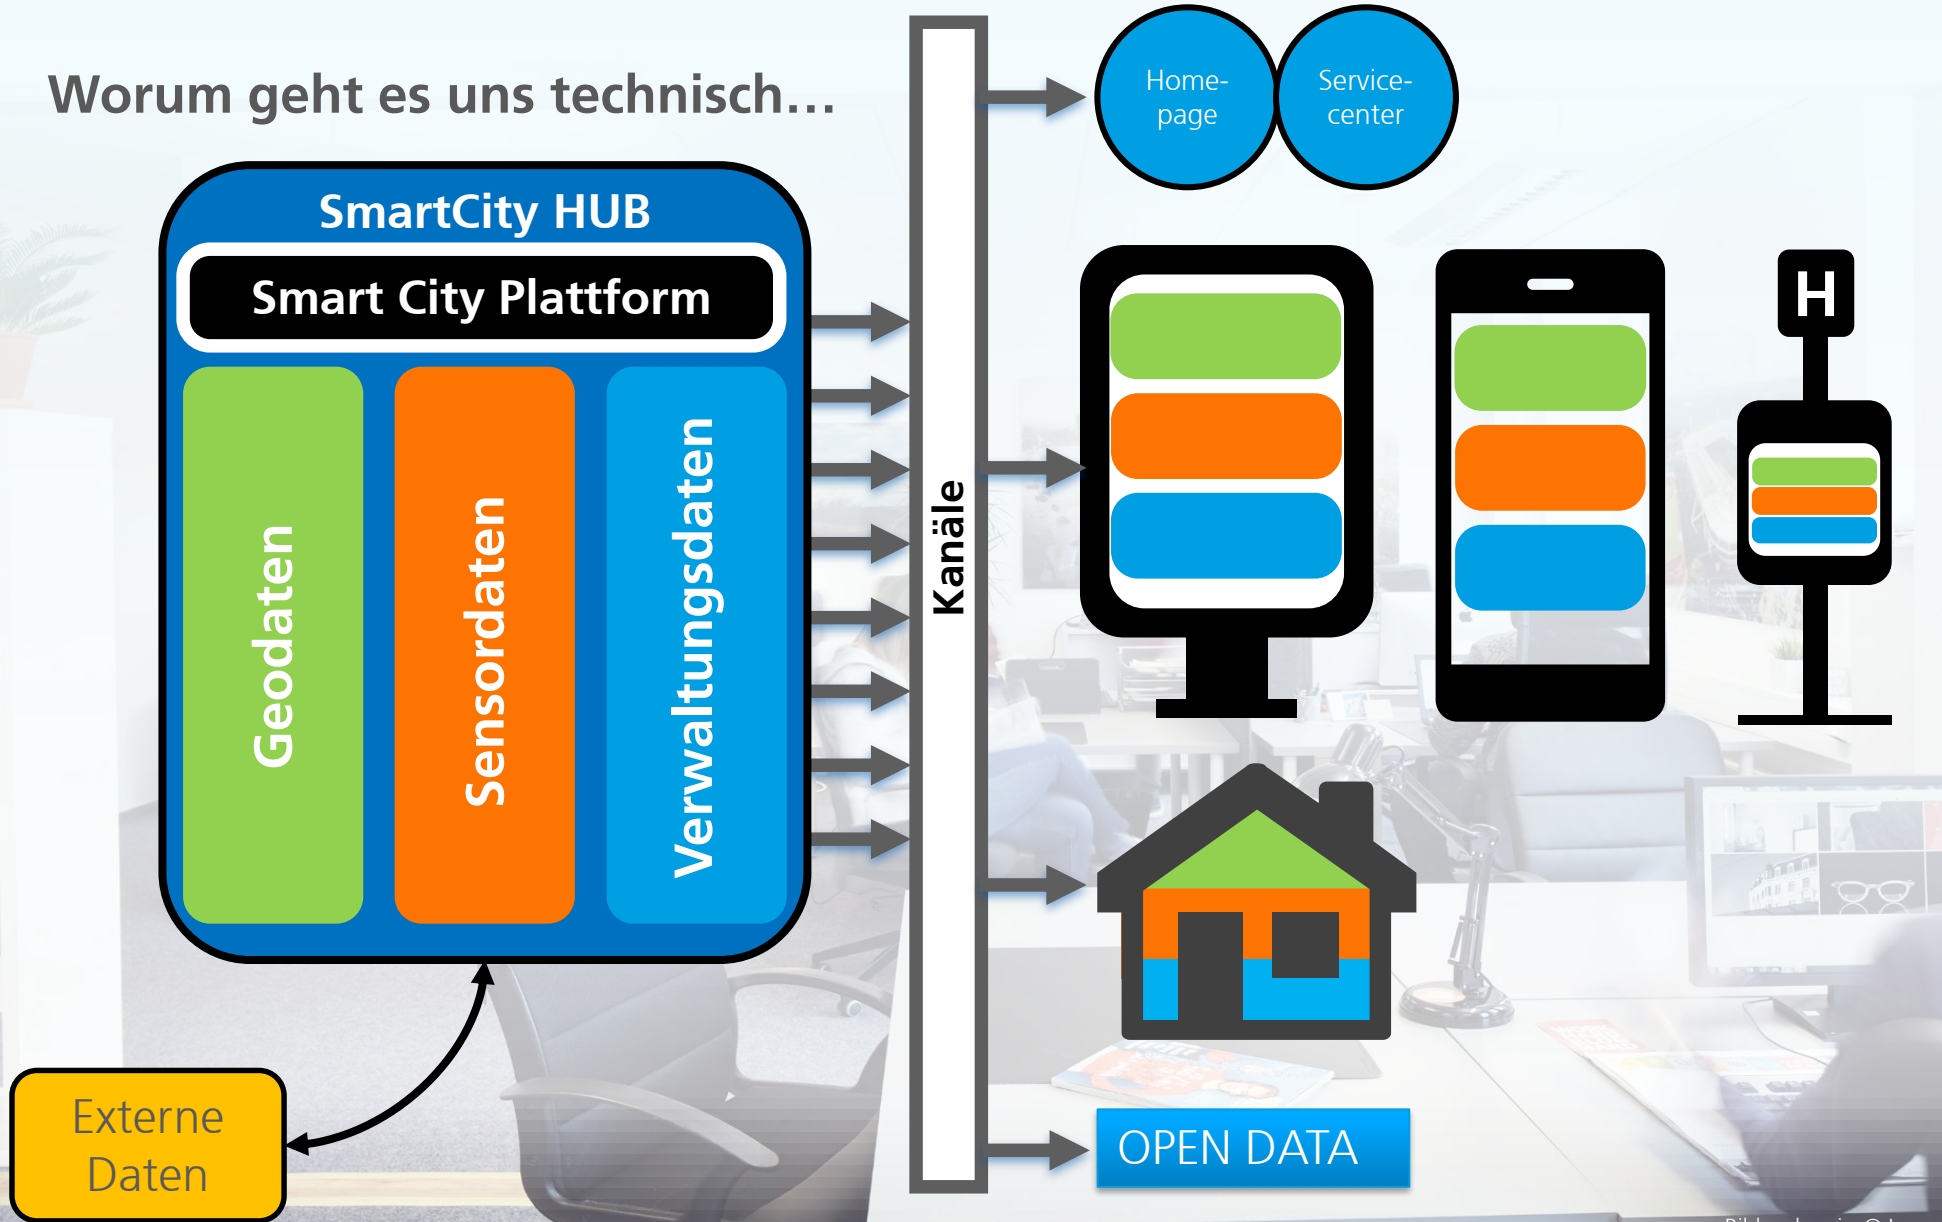 Worum geht es uns technisch...
SmartCity HUB
Smart City Plattform
Geodaten
Sensordaten
Verwaltungsdaten
Externe
Daten
Kanäle
Home-
page
Service-
center
H
OPEN DATA